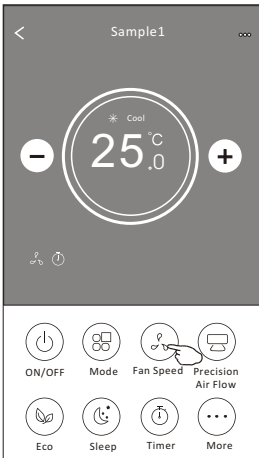 Sample1
Cool
25.0°C
ON/OFF Mode Fan Speed Precision Air Flow
Eco Sleep Timer More